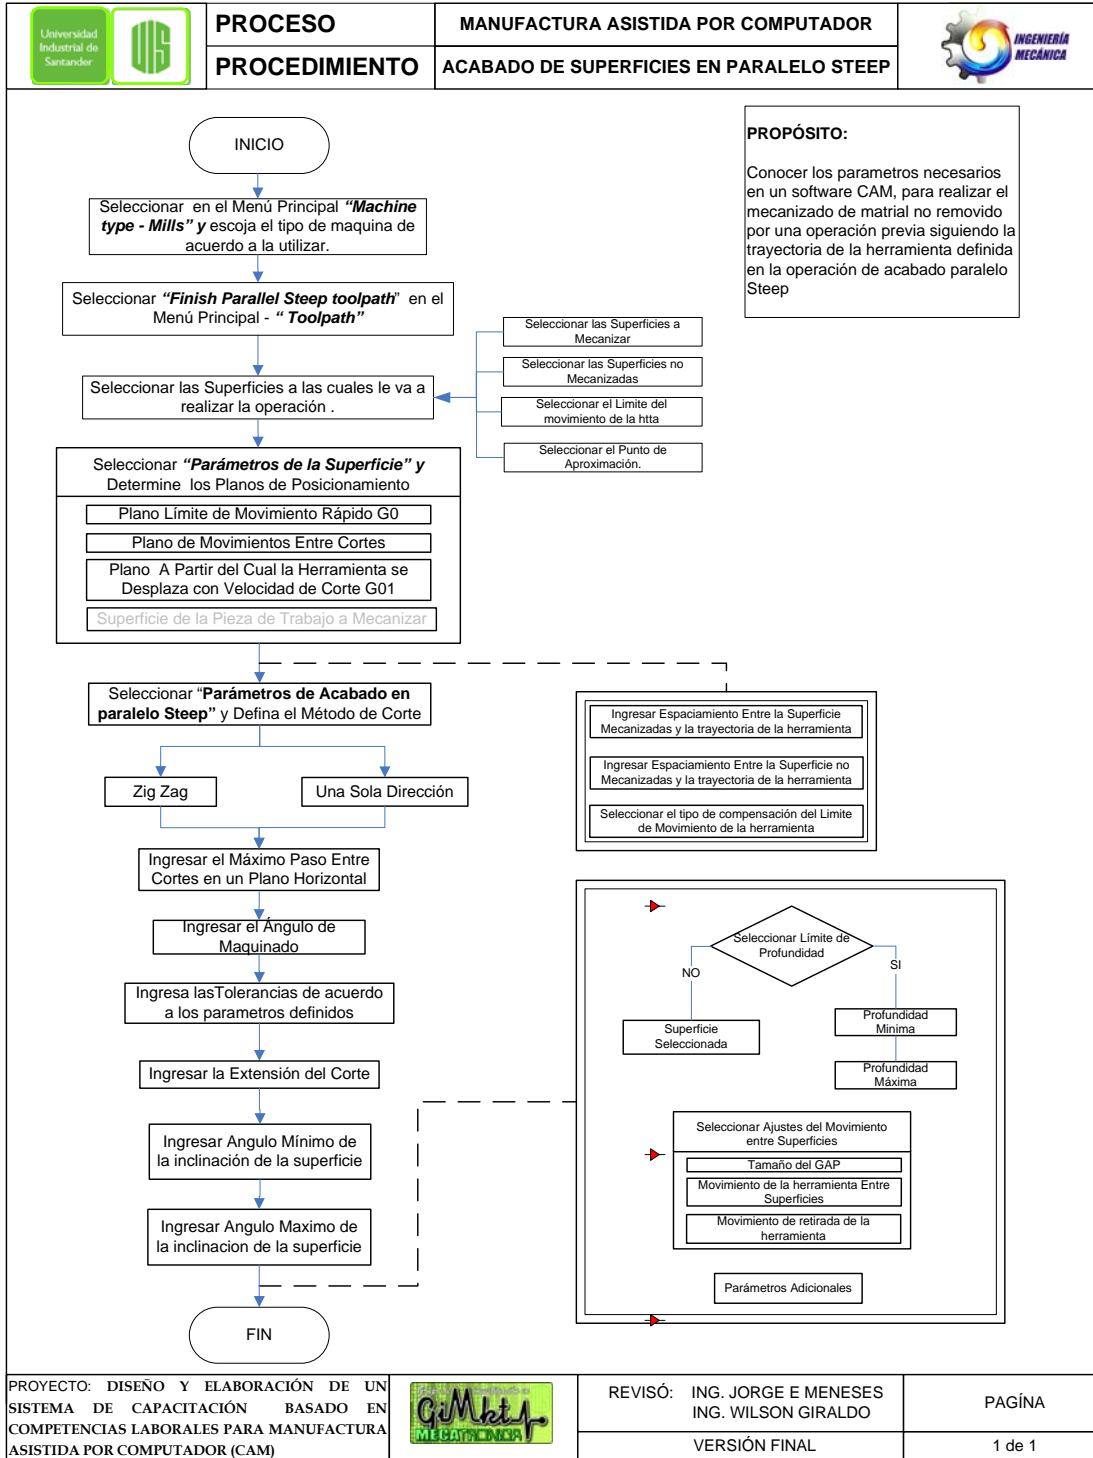 Universidad
Industrial de
Santander
UIS
PROCESO
MANUFACTURA ASISTIDA POR COMPUTADOR
PROCEDIMIENTO
ACABADO DE SUPERFICIES EN PARALELO STEEP
INGENIERÍA
MECÁNICA
INICIO
PROPÓSITO:
Conocer los parametros necesarios
en un software CAM, para realizar el
mecanizado de matrial no removido
por una operación previa siguiendo la
trayectoria de la herramienta definida
en la operación de acabado paralelo
Steep
Seleccionar en el Menú Principal “Machine
type - Mills” y escoja el tipo de maquina de
acuerdo a la utilizar.
Seleccionar “Finish Parallel Steep toolpath” en el
Menú Principal - “ Toolpath”
Seleccionar las Superficies a
Mecanizar
Seleccionar las Superficies no
Mecanizadas
Seleccionar el Limite del
movimiento de la htta
Seleccionar el Punto de
Aproximación.
Seleccionar las Superficies a las cuales le va a
realizar la operación .
Seleccionar “Parámetros de la Superficie” y
Determine los Planos de Posicionamiento
Plano Límite de Movimiento Rápido G0
Plano de Movimientos Entre Cortes
Plano A Partir del Cual la Herramienta se
Desplaza con Velocidad de Corte G01
Superficie de la Pieza de Trabajo a Mecanizar
Seleccionar “Parámetros de Acabado en
paralelo Steep” y Defina el Método de Corte
Ingresar Espaciamiento Entre la Superficie
Mecanizadas y la trayectoria de la herramienta
Ingresar Espaciamiento Entre la Superficie no
Mecanizadas y la trayectoria de la herramienta
Seleccionar el tipo de compensación del Limite
de Movimiento de la herramienta
Zig Zag
Una Sola Dirección
Ingresar el Máximo Paso Entre
Cortes en un Plano Horizontal
Ingresar el Ángulo de
Maquinado
Ingresa lasTolerancias de acuerdo
a los parametros definidos
Ingresar la Extensión del Corte
Ingresar Angulo Mínimo de
la inclinación de la superficie
Ingresar Angulo Maximo de
la inclinacion de la superficie
FIN
Seleccionar Límite de
Profundidad
NO
SI
Superficie
Seleccionada
Profundidad
Minima
Profundidad
Máxima
Seleccionar Ajustes del Movimiento
entre Superficies
Tamaño del GAP
Movimiento de la herramienta Entre
Superficies
Movimiento de retirada de la
herramienta
Parámetros Adicionales
PROYECTO: DISEÑO Y ELABORACIÓN DE UN
SISTEMA DE CAPACITACIÓN BASADO EN
COMPETENCIAS LABORALES PARA MANUFACTURA
ASISTIDA POR COMPUTADOR (CAM)
GiMkt
MECATRONICA
REVISÓ: ING. JORGE E MENESES
ING. WILSON GIRALDO
VERSIÓN FINAL
PAGÍNA
1 de 1